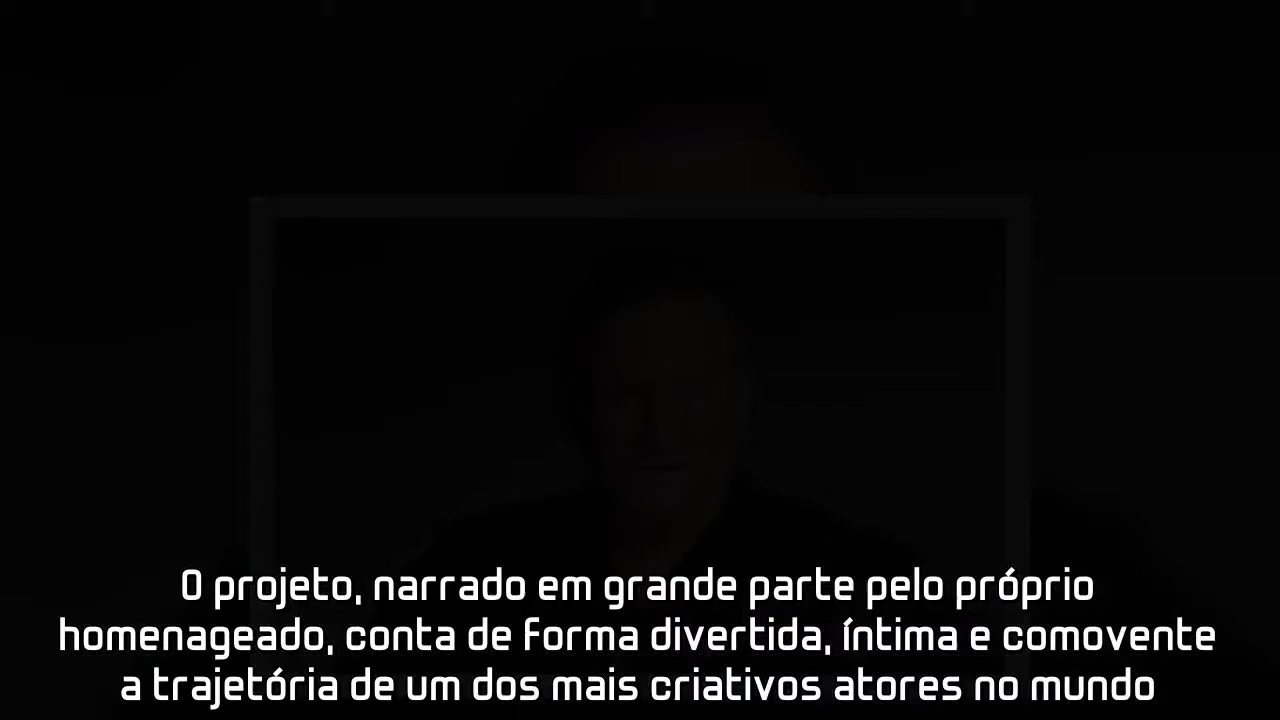 O projeto, narrado em grande parte pelo próprio
homenageado, conta de forma divertida, íntima e comovente
a trajetória de um dos mais criativos atores no mundo